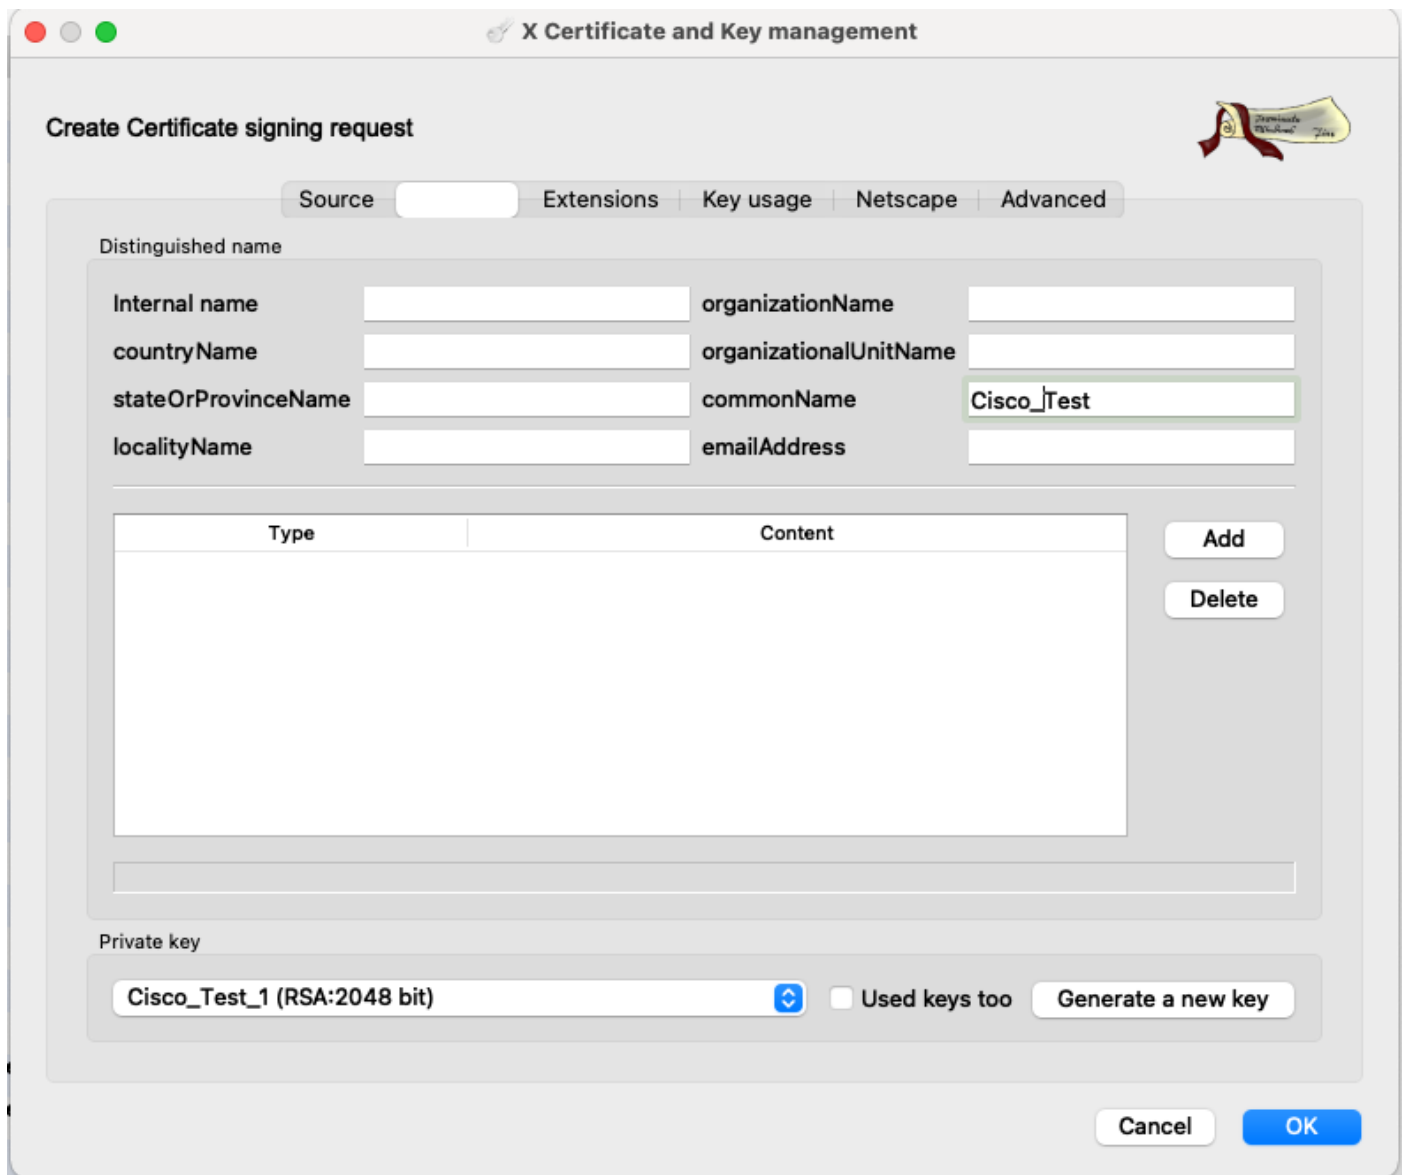 X Certificate and Key management
Create Certificate signing request
Source Extensions Key usage Netscape Advanced
Distinguished name
Internal name organizationName
countryName organizationalUnitName
stateOrProvinceName commonName Cisco_Test
localityName emailAddress
Type Content Add
Delete
Private key
Cisco_Test_1 (RSA:2048 bit) Used keys too Generate a new key
Cancel OK